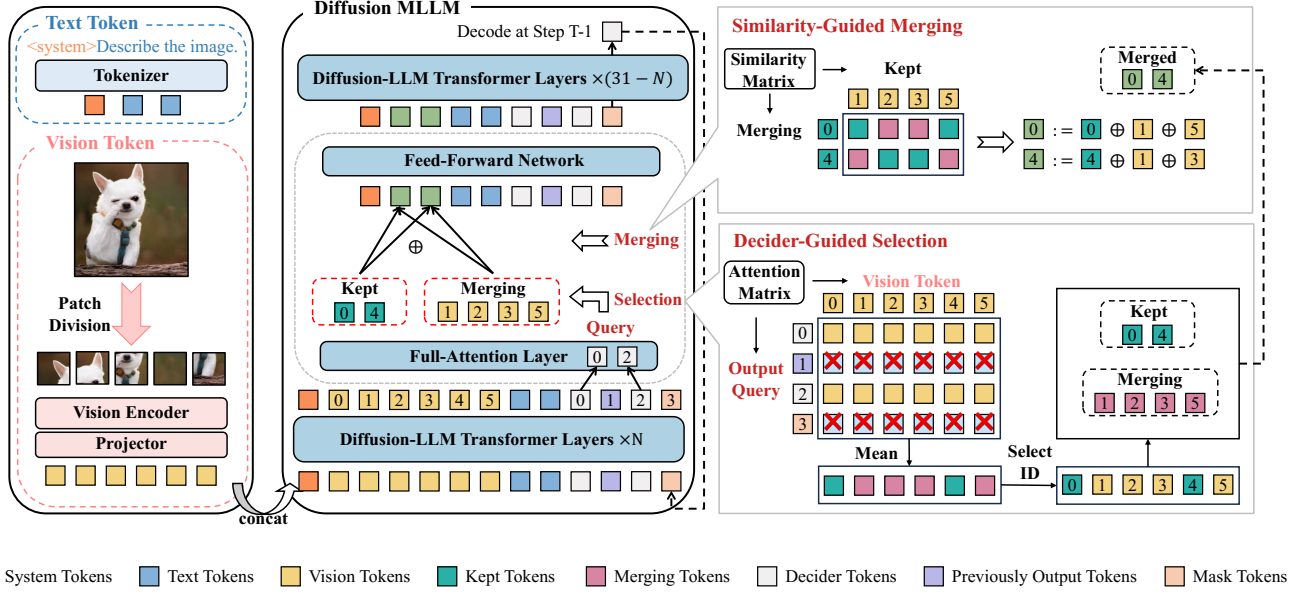 Text Token
<system>Describe the image.
Tokenizer
Vision Token
Patch
Division
Vision Encoder
Projector
concat
Diffusion MLLM
Decode at Step T-1
Diffusion-LLM Transformer Layers ×(31 − N)
Feed-Forward Network
⊕
Merging
Kept
0 4
Merging
1 2 3 5
Selection
Query
Full-Attention Layer 0 2
0 1 2 3 4 5 0 1 2 3
Diffusion-LLM Transformer Layers ×N
Similarity-Guided Merging
Similarity
Matrix
Kept
1 2 3 5
Merging
0
4
0 := 0 ⊕ 1 ⊕ 5
4 := 4 ⊕ 1 ⊕ 3
Merged
0 4
Decider-Guided Selection
Attention
Matrix
Vision Token
0 1 2 3 4 5
Output
Query
0
1
2
3
Mean
Select
ID
0 1 2 3 4 5
Kept
0 4
Merging
1 2 3 5
System Tokens
Text Tokens
Vision Tokens
Kept Tokens
Merging Tokens
Decider Tokens
Previously Output Tokens
Mask Tokens